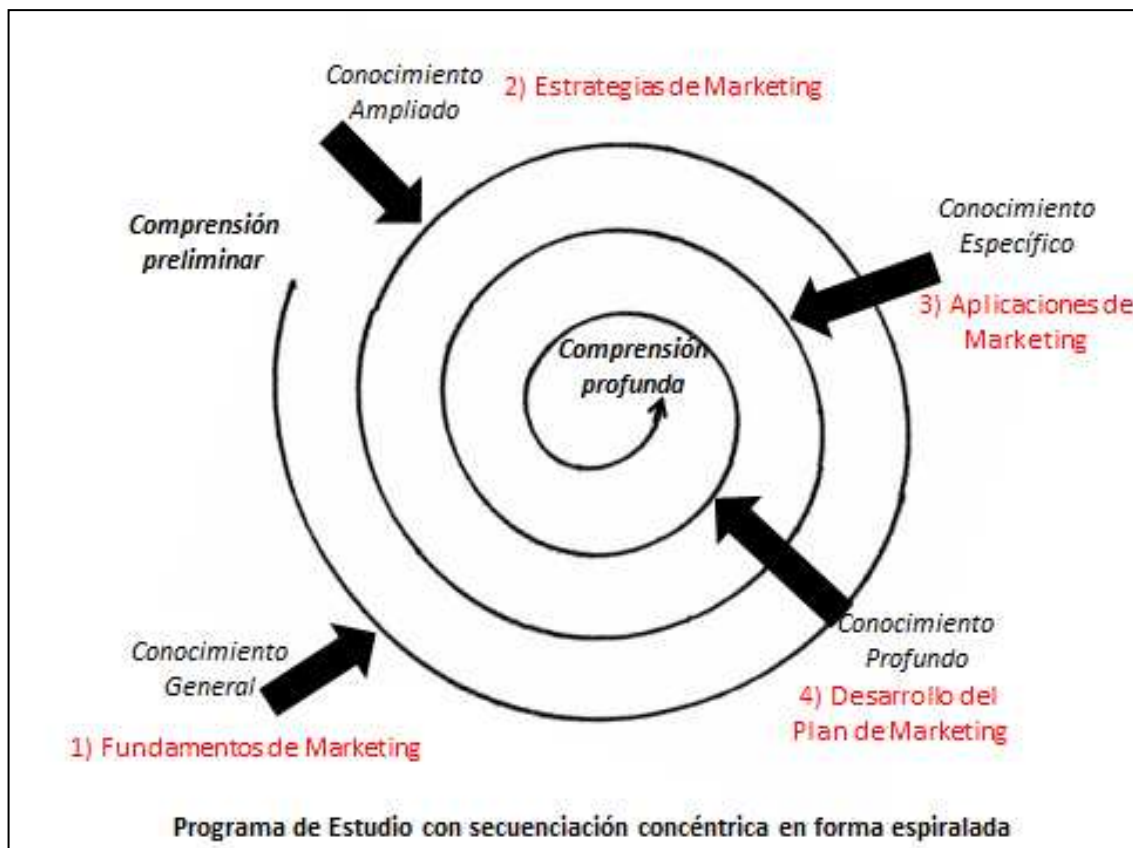 Conocimiento
Ampliado
2) Estrategias de Marketing
Comprensión
preliminar
Conocimiento
Específico
3) Aplicaciones de
Marketing
Comprensión
profunda
Conocimiento
General
1) Fundamentos de Marketing
Conocimiento
Profundo
4) Desarrollo del
Plan de Marketing
Programa de Estudio con secuenciación concéntrica en forma espiralada